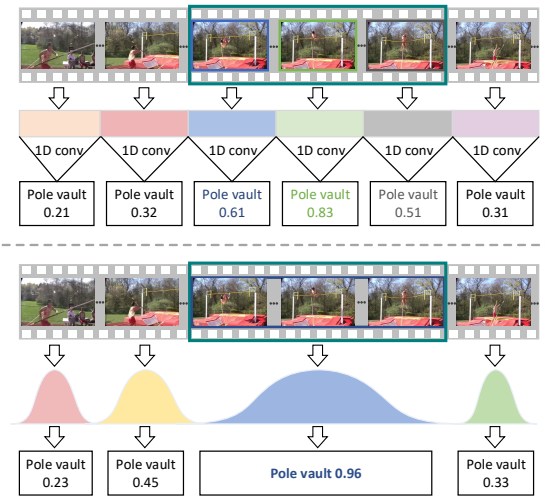 1D conv. 1D conv. 1D conv. 1D conv. 1D conv. 1D conv.
Pole vault Pole vault Pole vault Pole vault Pole vault Pole vault
0.21 0.32 0.61 0.83 0.51 0.31
Pole vault Pole vault Pole vault 0.96 Pole vault
0.23 0.45 0.33